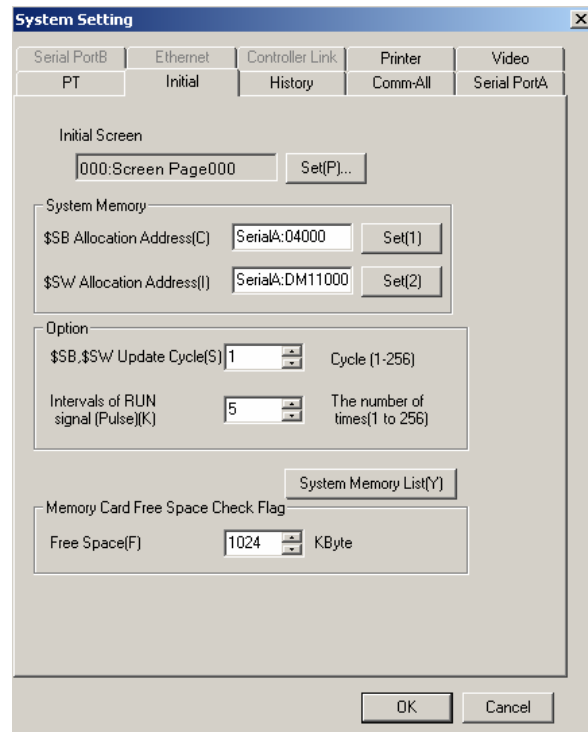 System Setting
Serial PortB Ethernet Controller Link Printer Video
PT Initial History Comm-All Serial PortA
Initial Screen
000:Screen Page000 Set(P)...
System Memory
$SB Allocation Address(C) SerialA:04000 Set(1)
$SW Allocation Address(I) SerialA:DM11000 Set(2)
Option
$SB,$SW Update Cycle(S) 1 Cycle (1-256)
Intervals of RUN The number of
signal (Pulse)(K) 5 times(1 to 256)
System Memory List(Y)
Memory Card Free Space Check Flag
Free Space(F) 1024 KByte
OK Cancel